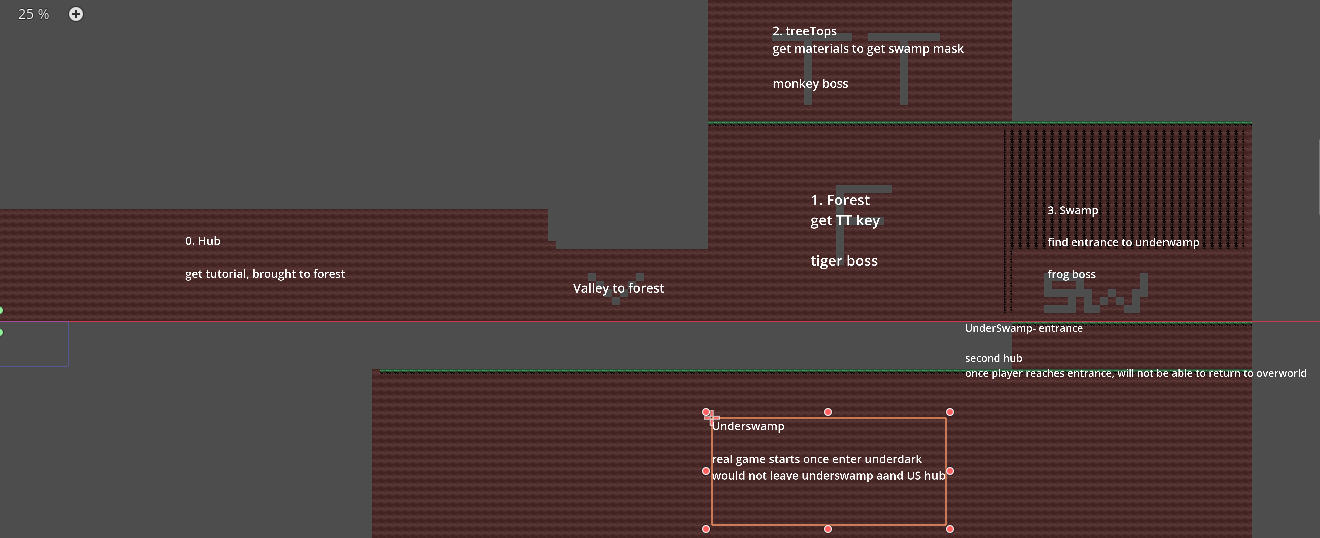 25 %
2. treeTops
get materials to get swamp mask
monkey boss
1. Forest
get TT key
tiger boss
3. Swamp
find entrance to underwamp
frog boss
0. Hub
get tutorial, brought to forest
Valley to forest
UnderSwamp- entrance
second hub
once player reaches entrance, will not be able to return to overworld
Underswamp
real game starts once enter underdark
would not leave underswamp aand US hub
TT
F
V
SW